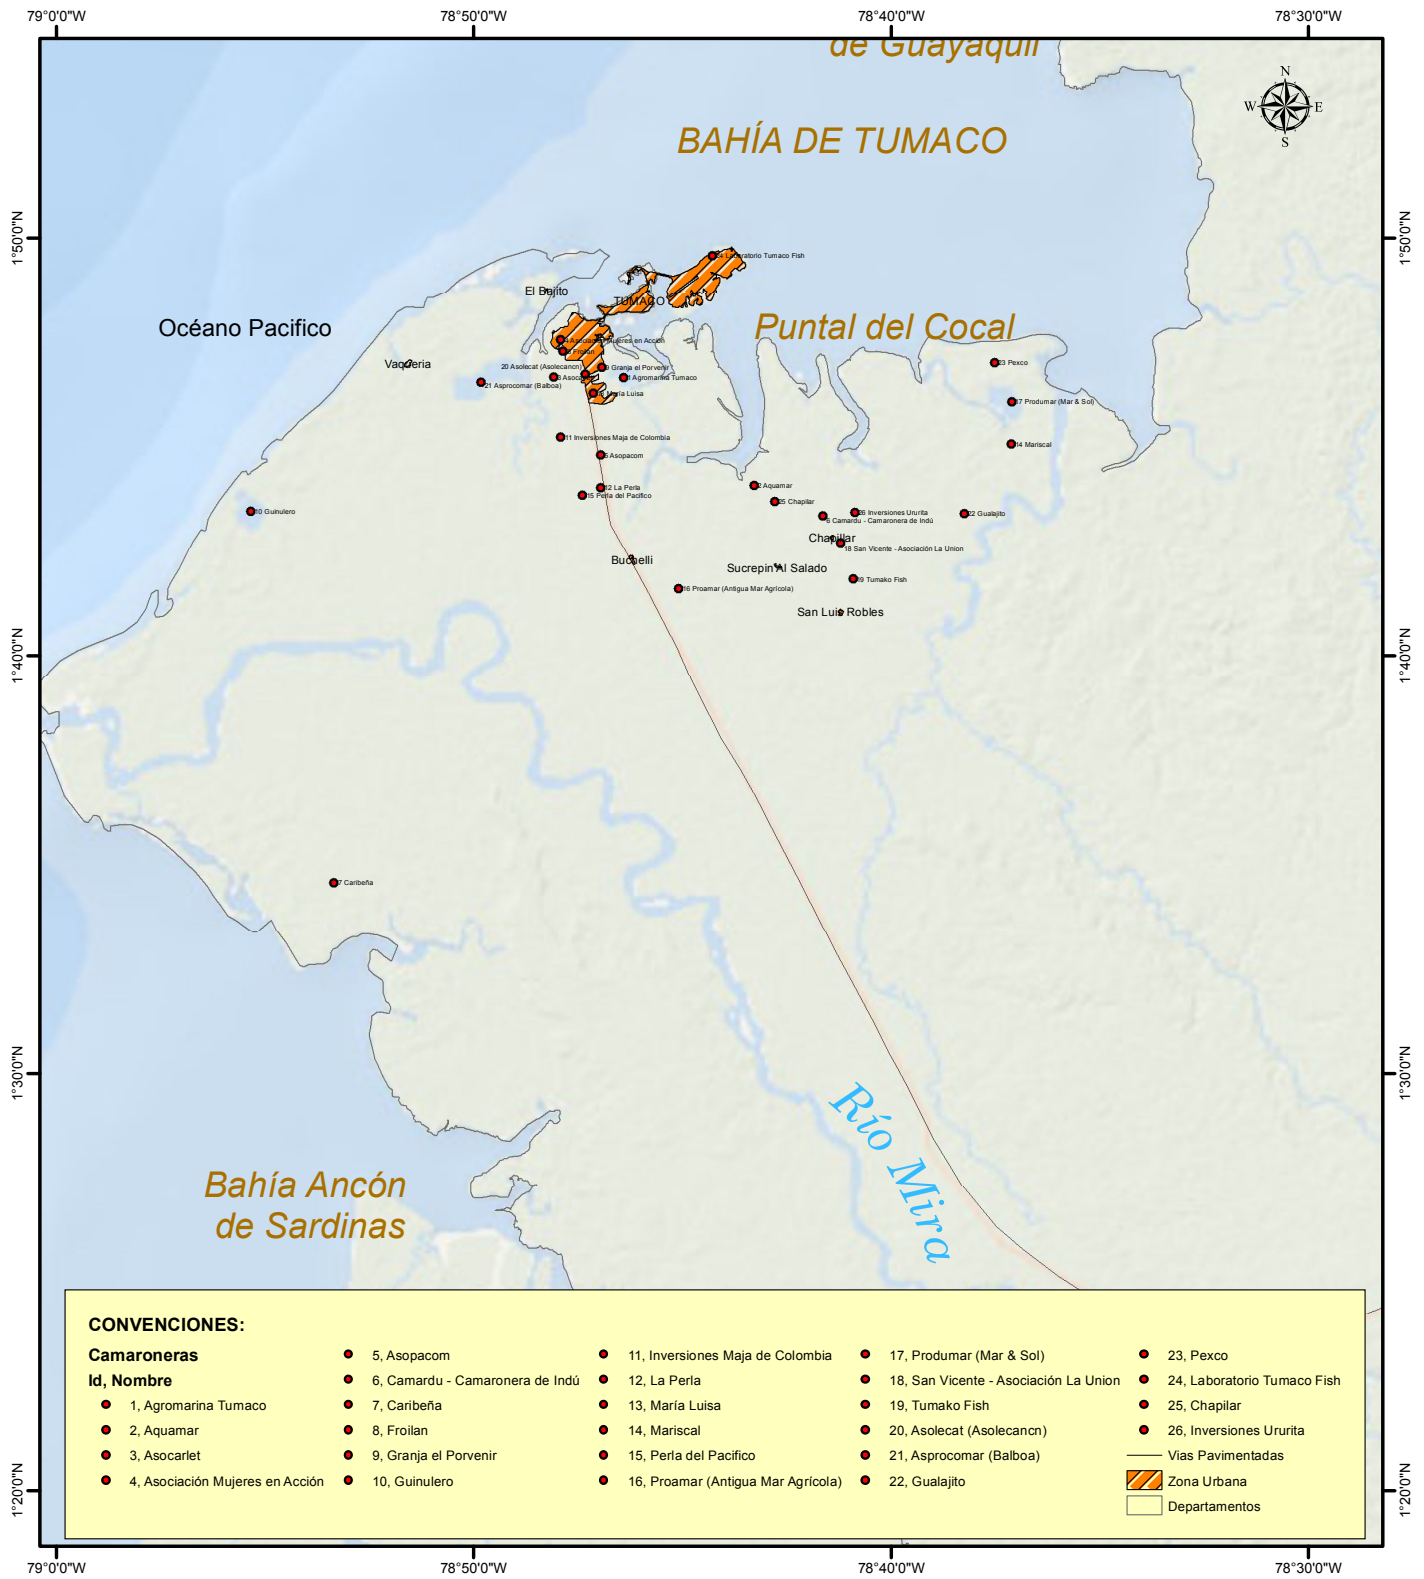 79°0'0"W
78°50'0"W
78°40'0"W
78°30'0"W
de Guayaquil
N
W
E
S
BAHÍA DE TUMACO
1°50'0"N
1°50'0"N
24 Laboratorio Tumaco Fish
El Bajito
TUMACO
Océano Pacifico
Puntal del Cocal
4 Asociación Mujeres en Acción
8 Froilan
Vaqueria
20 Asolecat (Asolecancn)
9 Granja el Porvenir
23 Pexco
3 Asocarlet
1 Agromarina Tumaco
21 Asprocomar (Balboa)
13 María Luisa
17 Produmar (Mar & Sol)
11 Inversiones Maja de Colombia
14 Mariscal
5 Asopacom
12 La Perla
2 Aquamar
15 Perla del Pacifico
25 Chapilar
10 Guinulero
26 Inversiones Ururita
22 Gualajito
6 Camardu - Camaronera de Indú
Chapillar
18 San Vicente - Asociación La Union
Buchelli
Sucrepin Al Salado
19 Tumako Fish
16 Proamar (Antigua Mar Agrícola)
San Luis Robles
1°40'0"N
1°40'0"N
7 Caribeña
1°30'0"N
1°30'0"N
Río Mira
Bahía Ancón
de Sardinas
CONVENCIONES:
Camaroneras
Id, Nombre
1, Agromarina Tumaco
2, Aquamar
3, Asocarlet
4, Asociación Mujeres en Acción
5, Asopacom
6, Camardu - Camaronera de Indú
7, Caribeña
8, Froilan
9, Granja el Porvenir
10, Guinulero
11, Inversiones Maja de Colombia
12, La Perla
13, María Luisa
14, Mariscal
15, Perla del Pacifico
16, Proamar (Antigua Mar Agrícola)
17, Produmar (Mar & Sol)
18, San Vicente - Asociación La Union
19, Tumako Fish
20, Asolecat (Asolecancn)
21, Asprocomar (Balboa)
22, Gualajito
23, Pexco
24, Laboratorio Tumaco Fish
25, Chapilar
26, Inversiones Ururita
Vias Pavimentadas
Zona Urbana
Departamentos
1°20'0"N
1°20'0"N
79°0'0"W
78°50'0"W
78°40'0"W
78°30'0"W